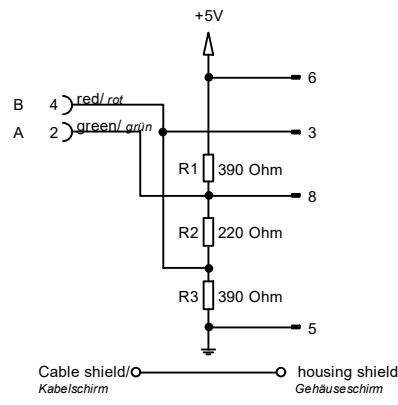 +5V
6
B 4 red/ rot
A 2 green/ grün
3
R1 390 Ohm
8
R2 220 Ohm
R3 390 Ohm
5
Cable shield/ housing shield
Kabelschirm Gehäuseschirm